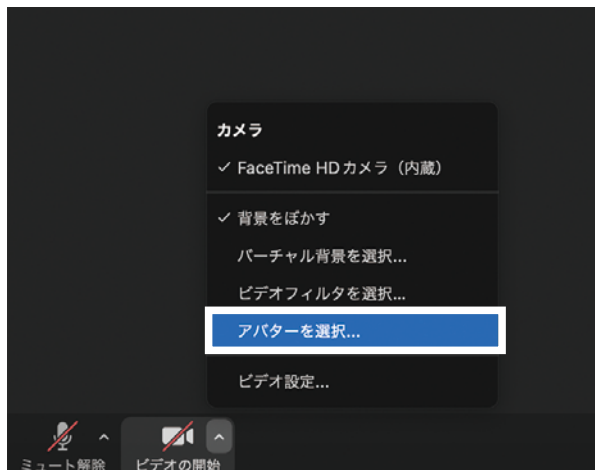 カメラ
✓ FaceTime HDカメラ（内蔵）
✓ 背景をぼかす
バーチャル背景を選択...
ビデオフィルタを選択...
アバターを選択...
ビデオ設定...
ミュート解除 ビデオの開始